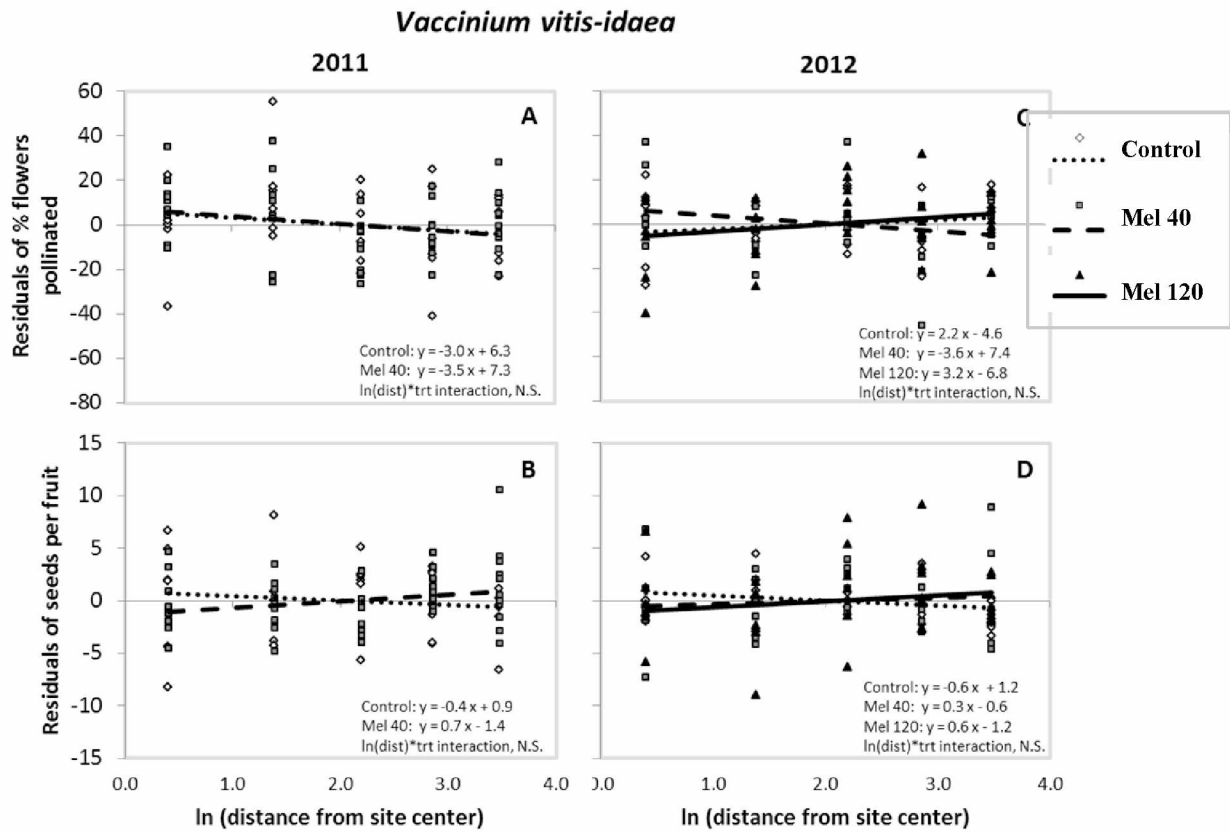 Vaccinium vitis-idaea
2011
2012
Residuals of % flowers
pollinated
60
40
20
0
-20
-40
-60
-80
A
Control: y = -3.0 x + 6.3
Mel 40: y = -3.5 x + 7.3
ln(dist)*trt interaction, N.S.
C
Control: y = 2.2 x - 4.6
Mel 40: y = -3.6 x + 7.4
Mel 120: y = 3.2 x - 6.8
ln(dist)*trt interaction, N.S.
Control
Mel 40
Mel 120
Residuals of seeds per fruit
15
10
5
0
-5
-10
-15
B
Control: y = -0.4 x + 0.9
Mel 40: y = 0.7 x - 1.4
ln(dist)*trt interaction, N.S.
D
Control: y = -0.6 x + 1.2
Mel 40: y = 0.3 x - 0.6
Mel 120: y = 0.6 x - 1.2
ln(dist)*trt interaction, N.S.
0.0 1.0 2.0 3.0 4.0
ln (distance from site center)
).0 1.0 2.0 3.0 4.0
ln (distance from site center)